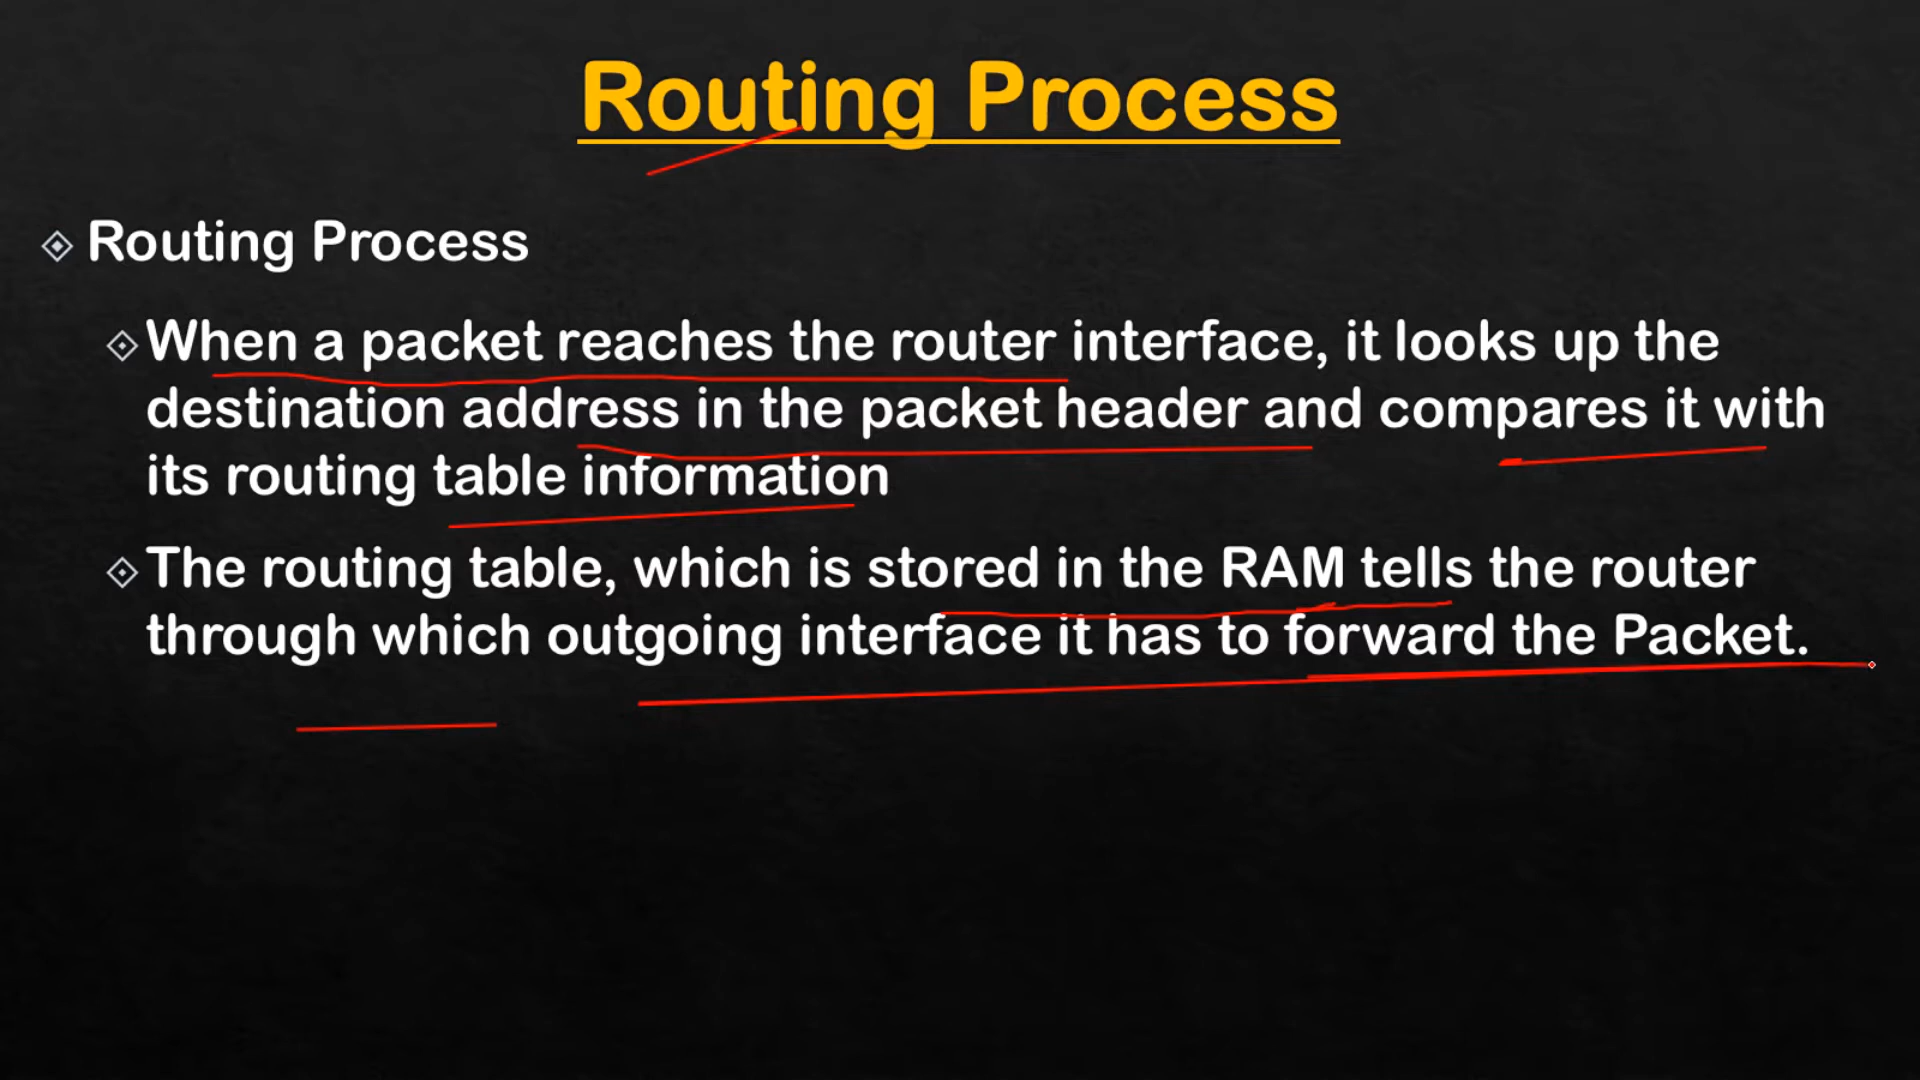 Routing Process
Routing Process
When a packet reaches the router interface, it looks up the
destination address in the packet header and compares it with
its routing table information
The routing table, which is stored in the RAM tells the router
through which outgoing interface it has to forward the Packet.